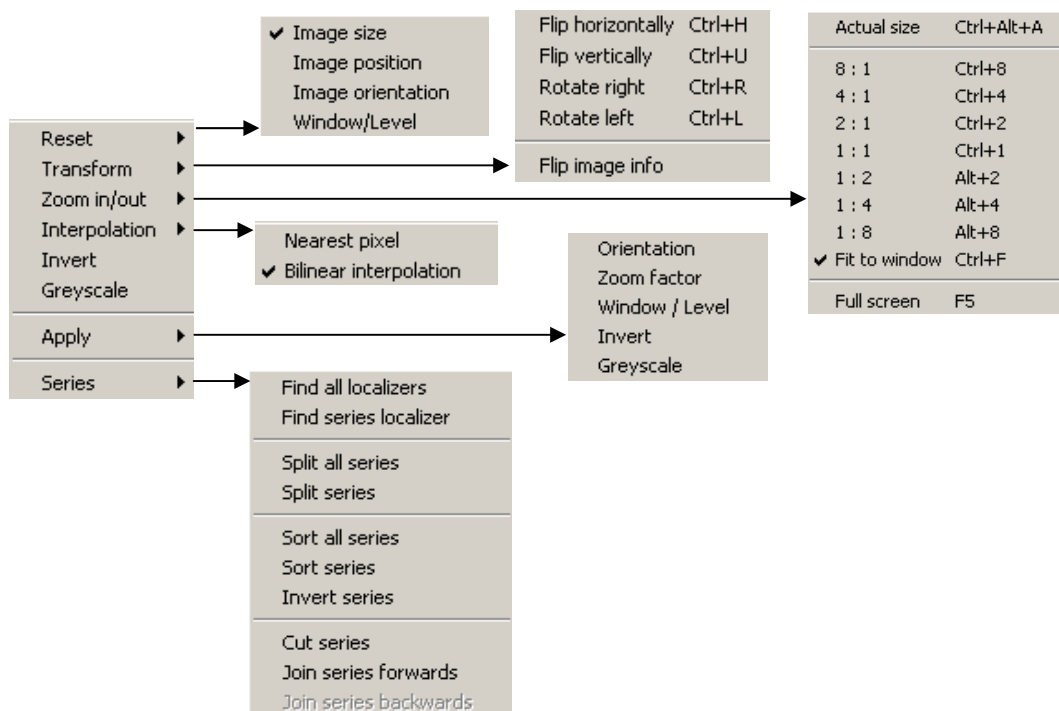 Reset
Transform
Zoom in/out
Interpolation
Invert
Greyscale
Apply
Series
✔ Image size
Image position
Image orientation
Window/Level
Flip horizontally Ctrl+H
Flip vertically Ctrl+U
Rotate right Ctrl+R
Rotate left Ctrl+L
Flip image info
Actual size Ctrl+Alt+A
8 : 1 Ctrl+8
4 : 1 Ctrl+4
2 : 1 Ctrl+2
1 : 1 Ctrl+1
1 : 2 Alt+2
1 : 4 Alt+4
1 : 8 Alt+8
✔ Fit to window Ctrl+F
Full screen F5
Nearest pixel
✔ Bilinear interpolation
Orientation
Zoom factor
Window / Level
Invert
Greyscale
Find all localizers
Find series localizer
Split all series
Split series
Sort all series
Sort series
Invert series
Cut series
Join series forwards
Join series backwards